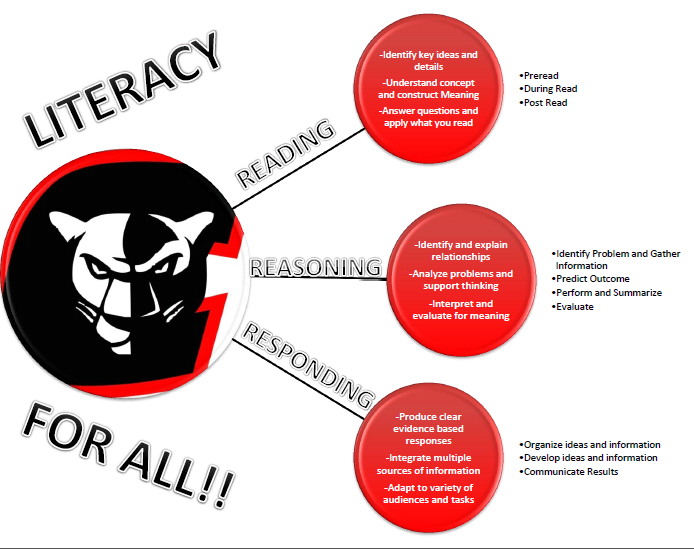 LITERACY
READING
-Identify key ideas and
details
-Understand concept
and construct Meaning
-Answer questions and
apply what you read
•Preread
•During Read
•Post Read
REASONING
-Identify and explain
relationships
-Analyze problems and
support thinking
-Interpret and
evaluate for meaning
•Identify Problem and Gather
Information
•Predict Outcome
•Perform and Summarize
•Evaluate
RESPONDING
-Produce clear
evidence based
responses
-Integrate multiple
sources of information
-Adapt to variety of
audiences and tasks
•Organize ideas and information
•Develop ideas and information
•Communicate Results
FOR ALL!!